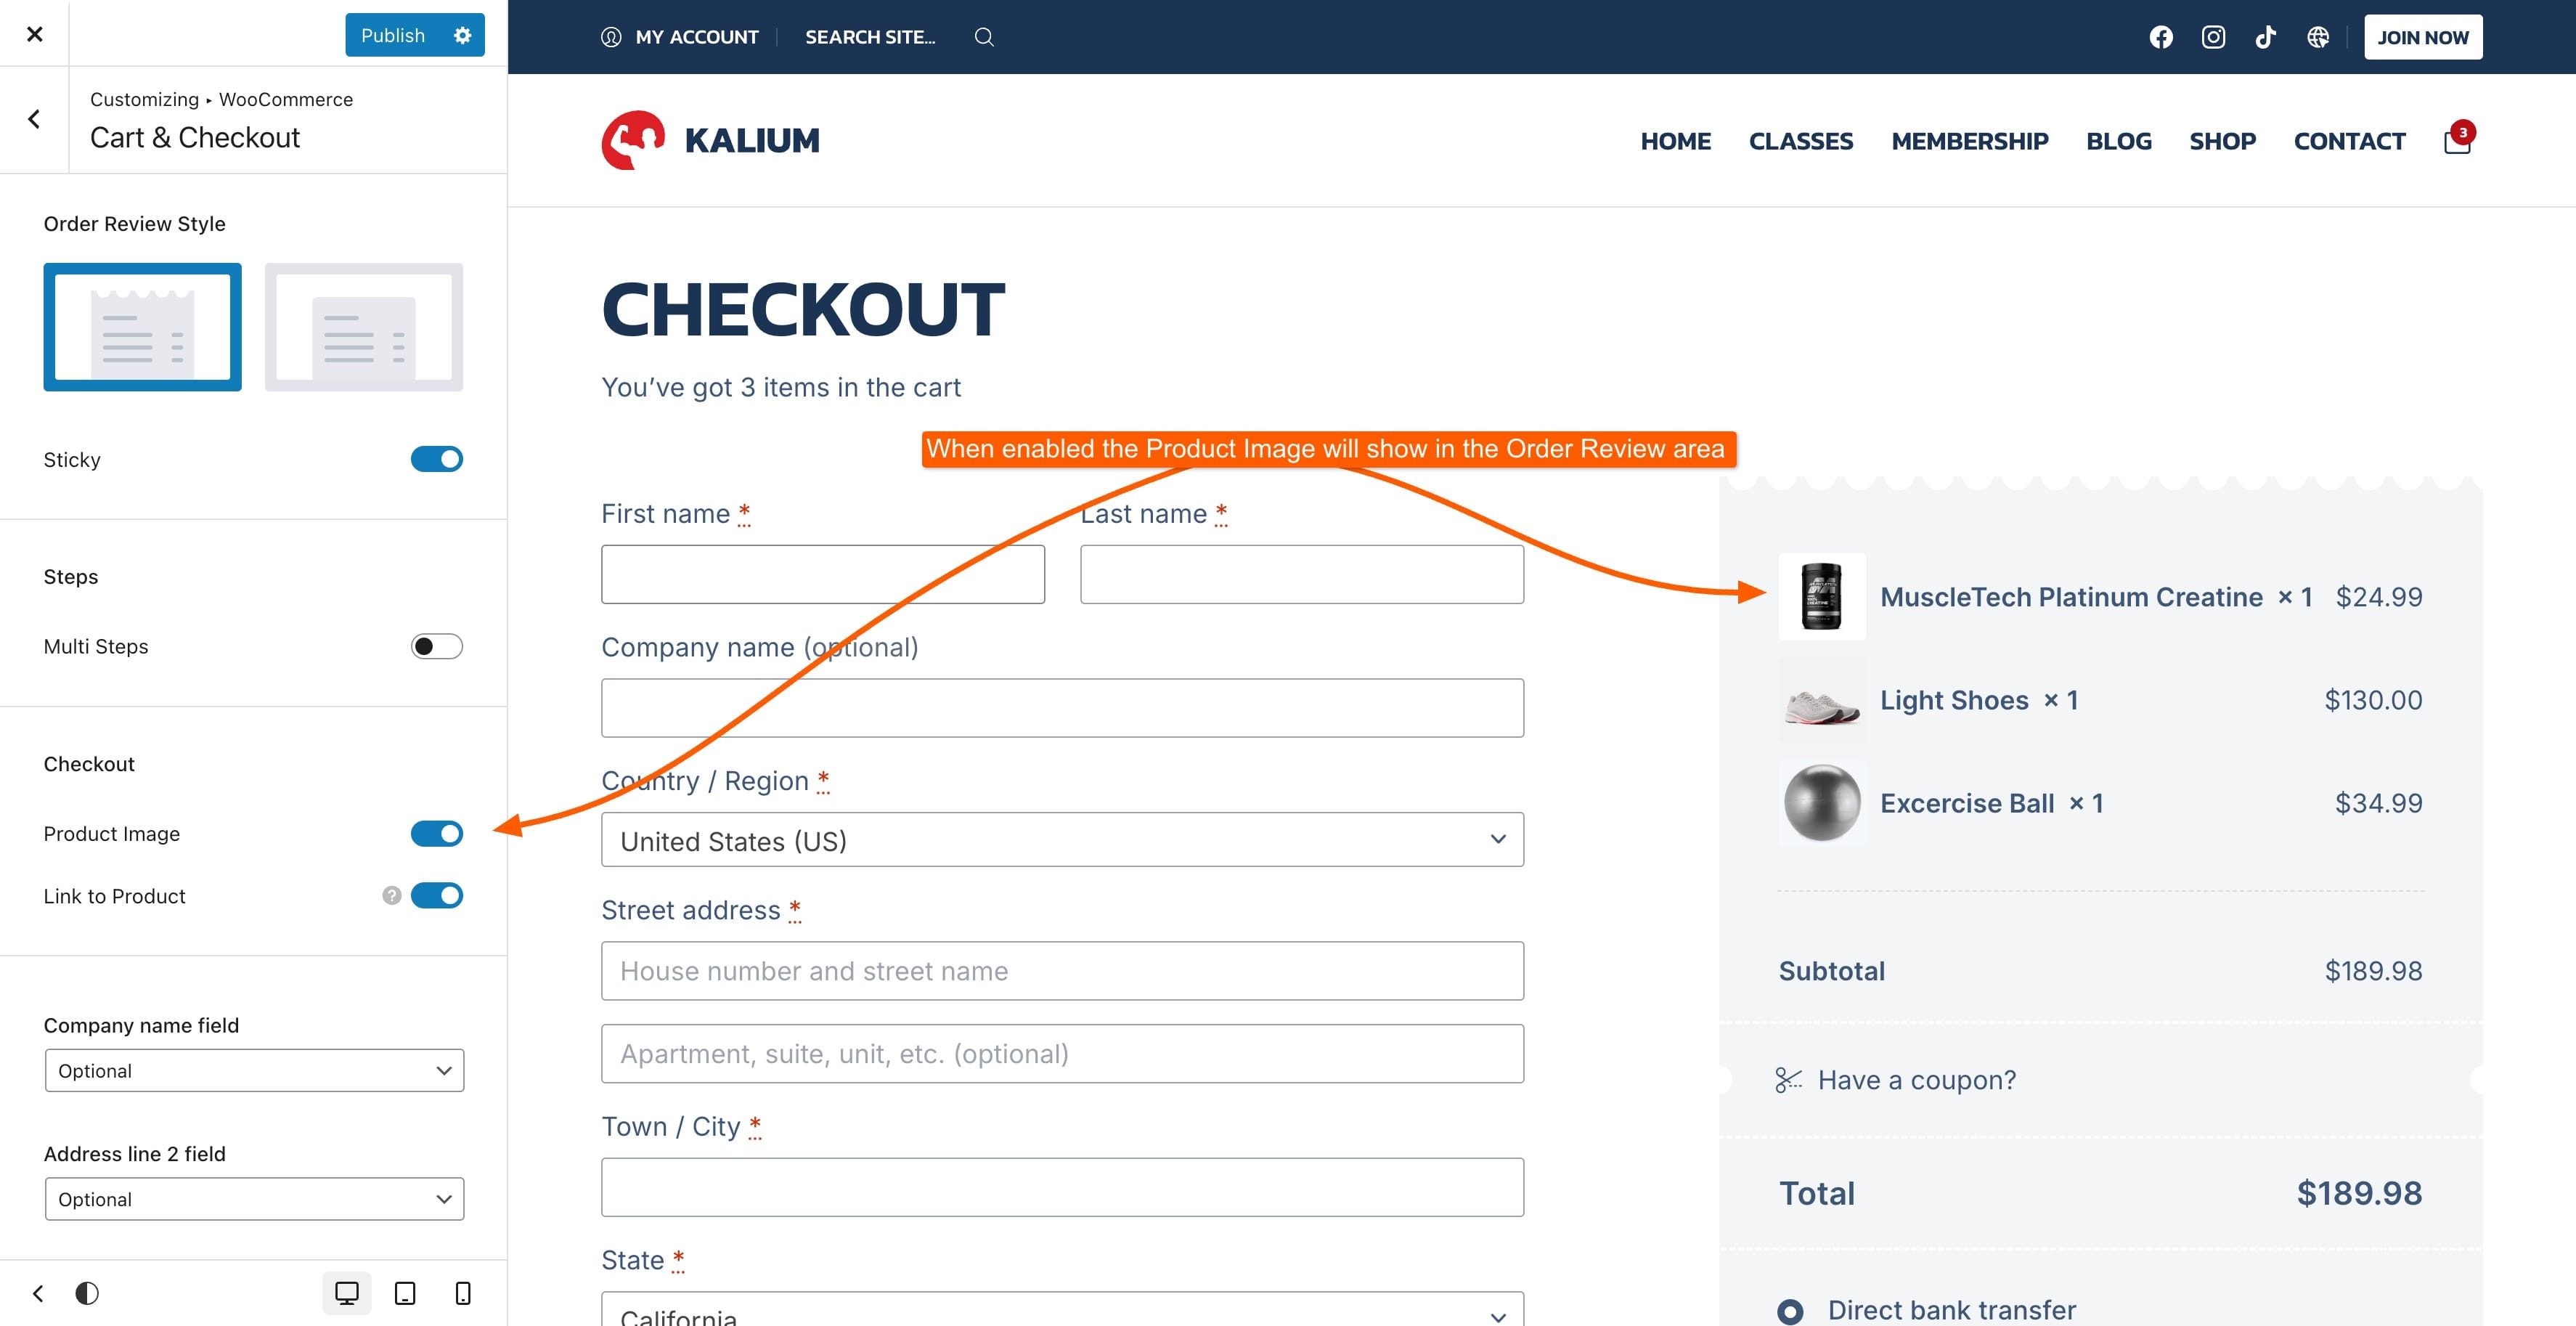 Publish
Customizing ▸ WooCommerce
Cart & Checkout
Order Review Style
Sticky
Steps
Multi Steps
Checkout
Product Image
Link to Product ?
Company name field
Optional
Address line 2 field
Optional
MY ACCOUNT
SEARCH SITE...
JOIN NOW
KALIUM
HOME CLASSES MEMBERSHIP BLOG SHOP CONTACT 3
CHECKOUT
You’ve got 3 items in the cart
When enabled the Product Image will show in the Order Review area
First name *
Last name *
Company name (optional)
Country / Region *
United States (US)
Street address *
House number and street name
Apartment, suite, unit, etc. (optional)
Town / City *
State *
California
MuscleTech Platinum Creatine × 1 $24.99
Light Shoes × 1 $130.00
Excercise Ball × 1 $34.99
Subtotal $189.98
Have a coupon?
Total $189.98
Direct bank transfer